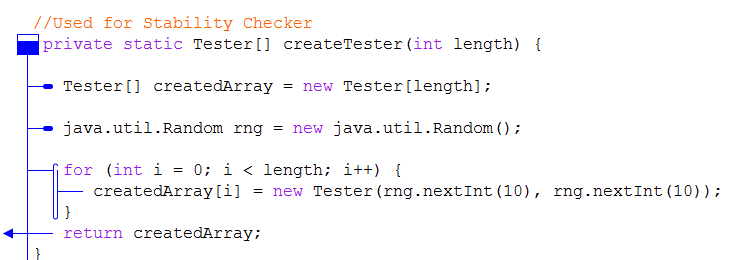 //Used for Stability Checker
private static Tester[] createTester(int length) {
Tester[] createdArray = new Tester[length];
java.util.Random rng = new java.util.Random();
for (int i = 0; i < length; i++) {
createdArray[i] = new Tester(rng.nextInt(10), rng.nextInt(10));
}
return createdArray;
}